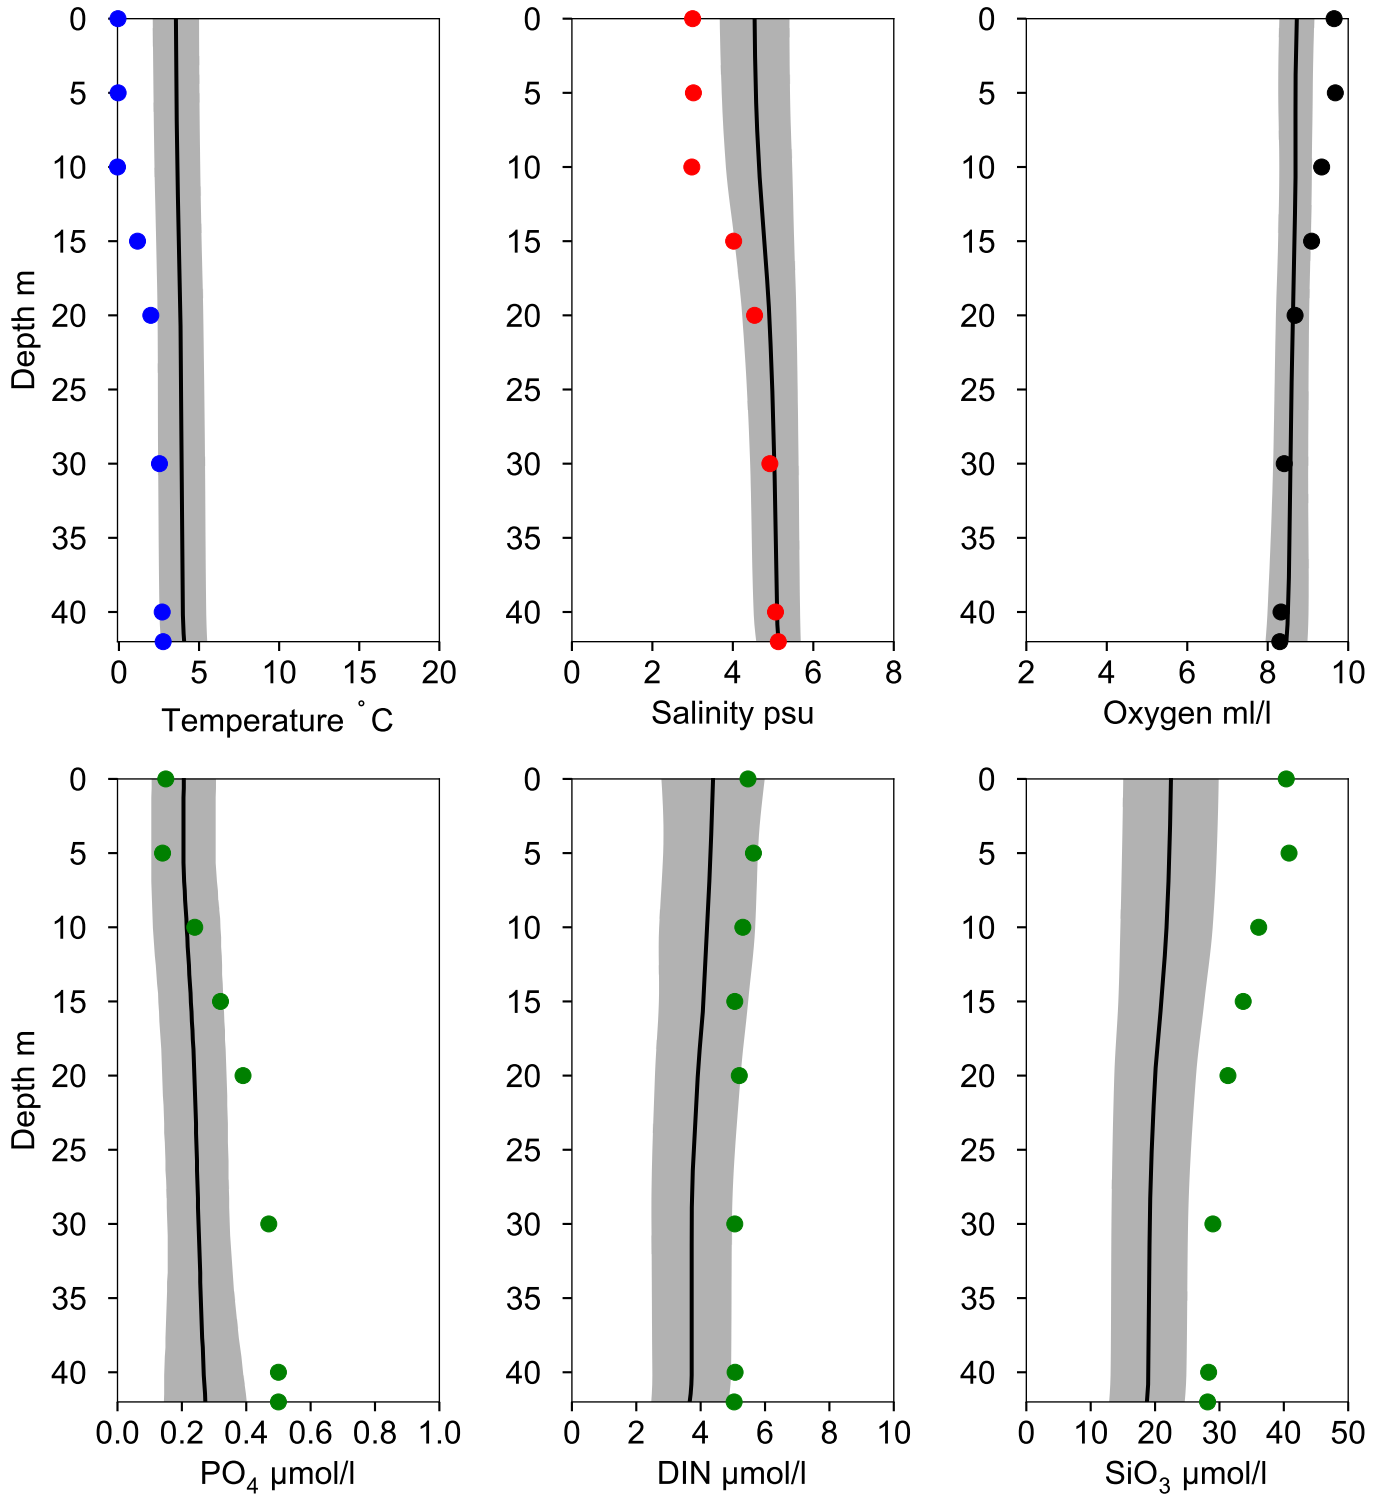 0 0 0
5 5 5
10 10 10
15 15 15
20 20 20
25 25 25
30 30 30
35 35 35
40 40 40
Depth m
0 5 10 15 20 0 2 4 6 8 2 4 6 8 10
Temperature °C Salinity psu Oxygen ml/l
0 0 0
5 5 5
10 10 10
15 15 15
20 20 20
25 25 25
30 30 30
35 35 35
40 40 40
Depth m
0.0 0.2 0.4 0.6 0.8 1.0 0 2 4 6 8 10 0 10 20 30 40 50
PO₄ µmol/l DIN µmol/l SiO₃ µmol/l